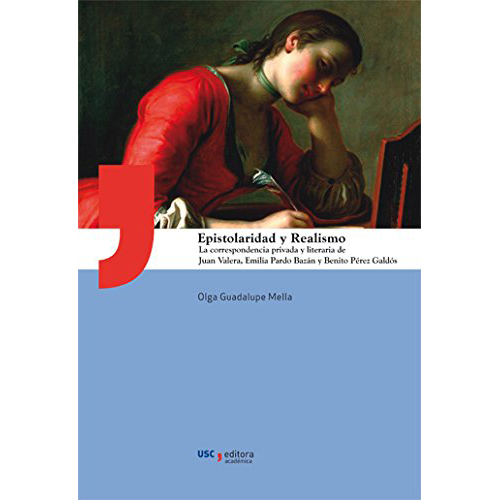 Epistolaridad y Realismo
La correspondencia privada y literaria de
Juan Valera, Emilia Pardo Bazán y Benito Pérez Galdós
Olga Guadalupe Mella
USC, editora
académica